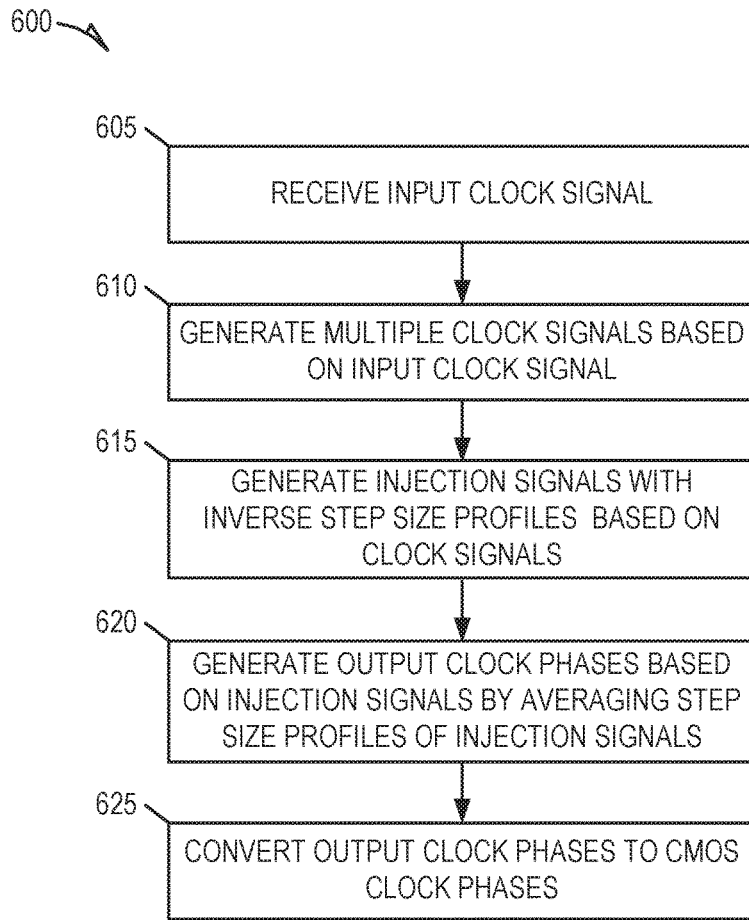 600
605
RECEIVE INPUT CLOCK SIGNAL
610
GENERATE MULTIPLE CLOCK SIGNALS BASED
ON INPUT CLOCK SIGNAL
615
GENERATE INJECTION SIGNALS WITH
INVERSE STEP SIZE PROFILES BASED ON
CLOCK SIGNALS
620
GENERATE OUTPUT CLOCK PHASES BASED
ON INJECTION SIGNALS BY AVERAGING STEP
SIZE PROFILES OF INJECTION SIGNALS
625
CONVERT OUTPUT CLOCK PHASES TO CMOS
CLOCK PHASES